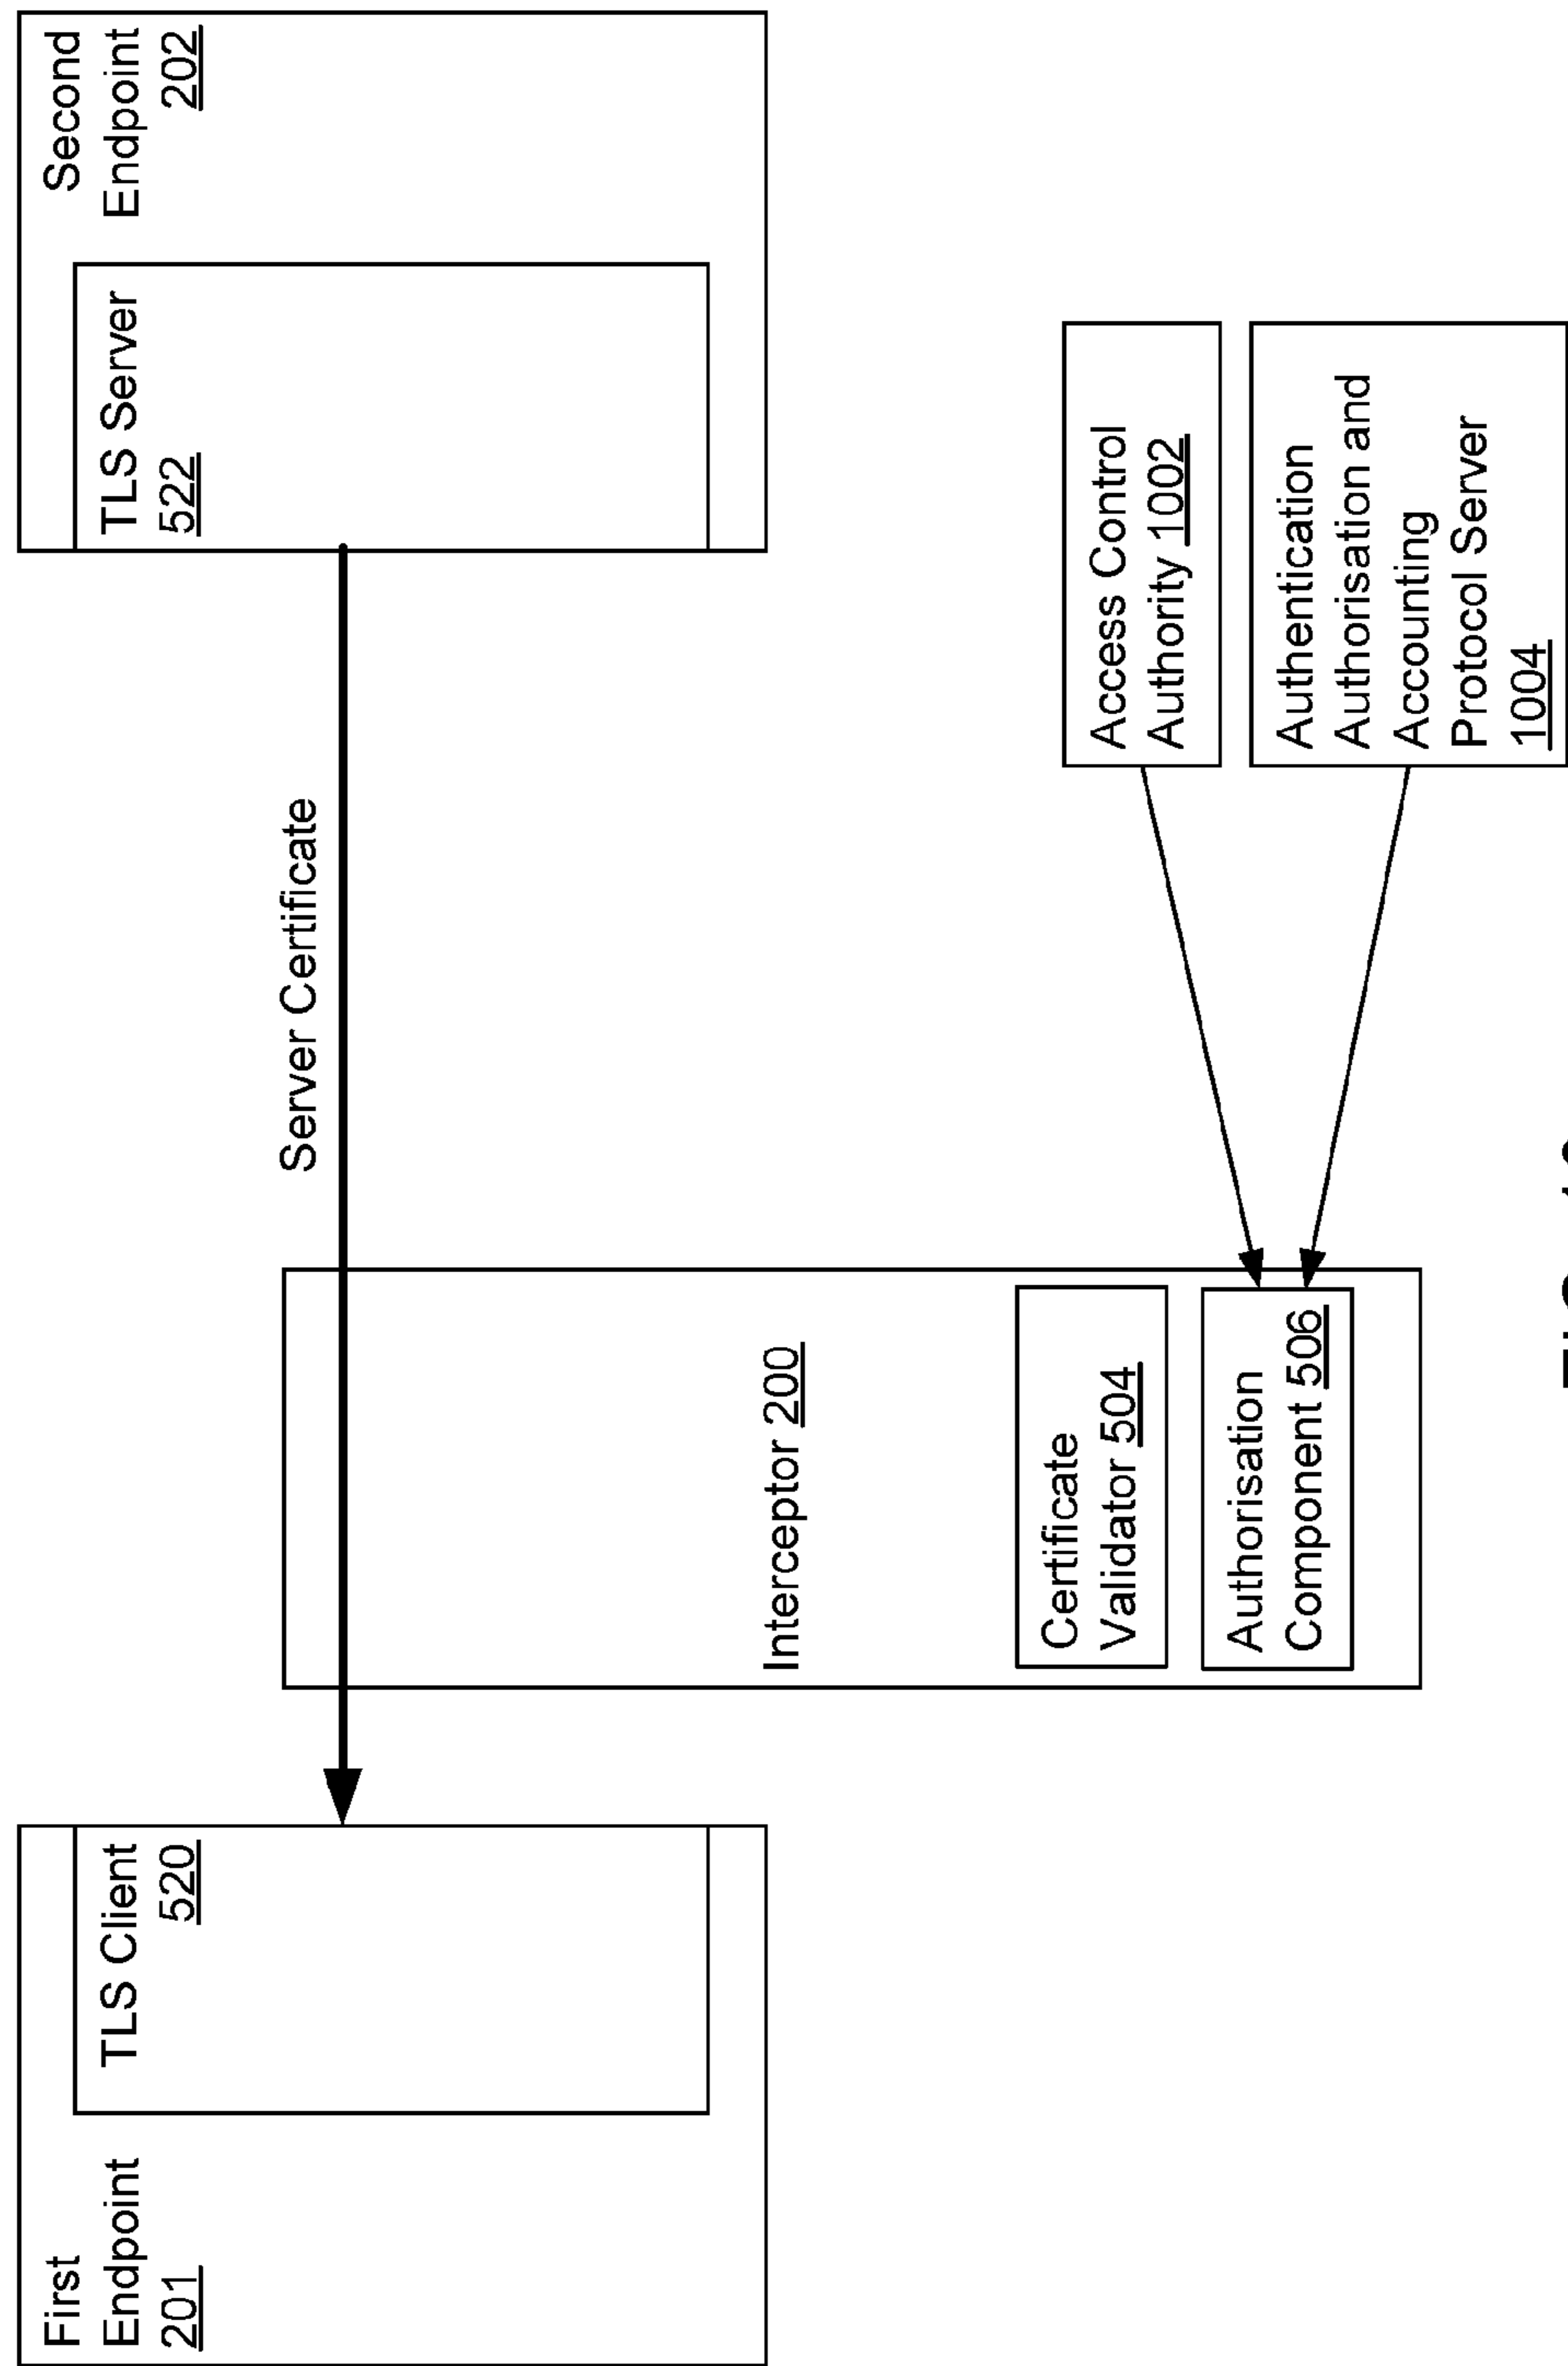 First
Endpoint
201
TLS Client
520
Server Certificate
TLS Server
522
Second
Endpoint
202
Interceptor 200
Certificate
Validator 504
Authorisation
Component 506
Access Control
Authority 1002
Authentication
Authorisation and
Accounting
Protocol Server
1004